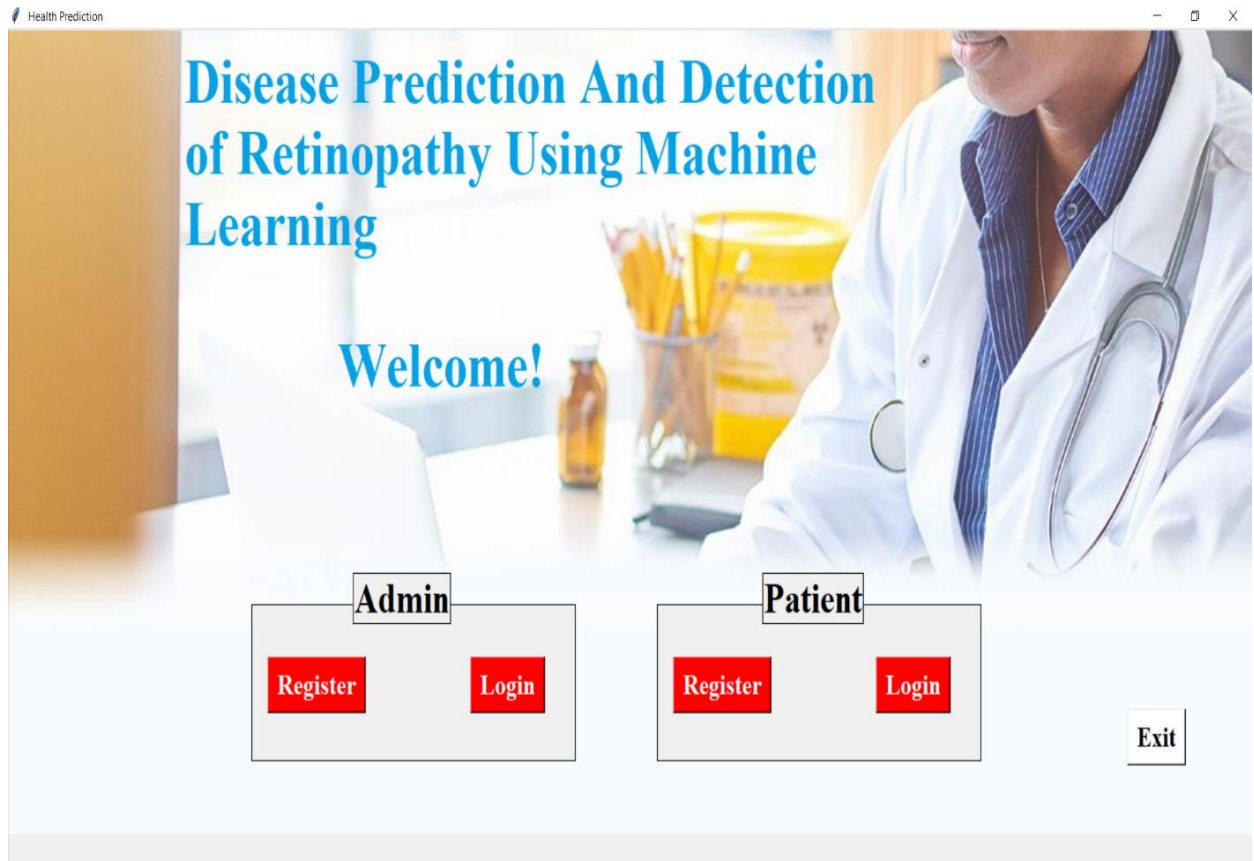 Health Prediction
Disease Prediction And Detection
of Retinopathy Using Machine
Learning
Welcome!
Admin
Register
Login
Patient
Register
Login
Exit